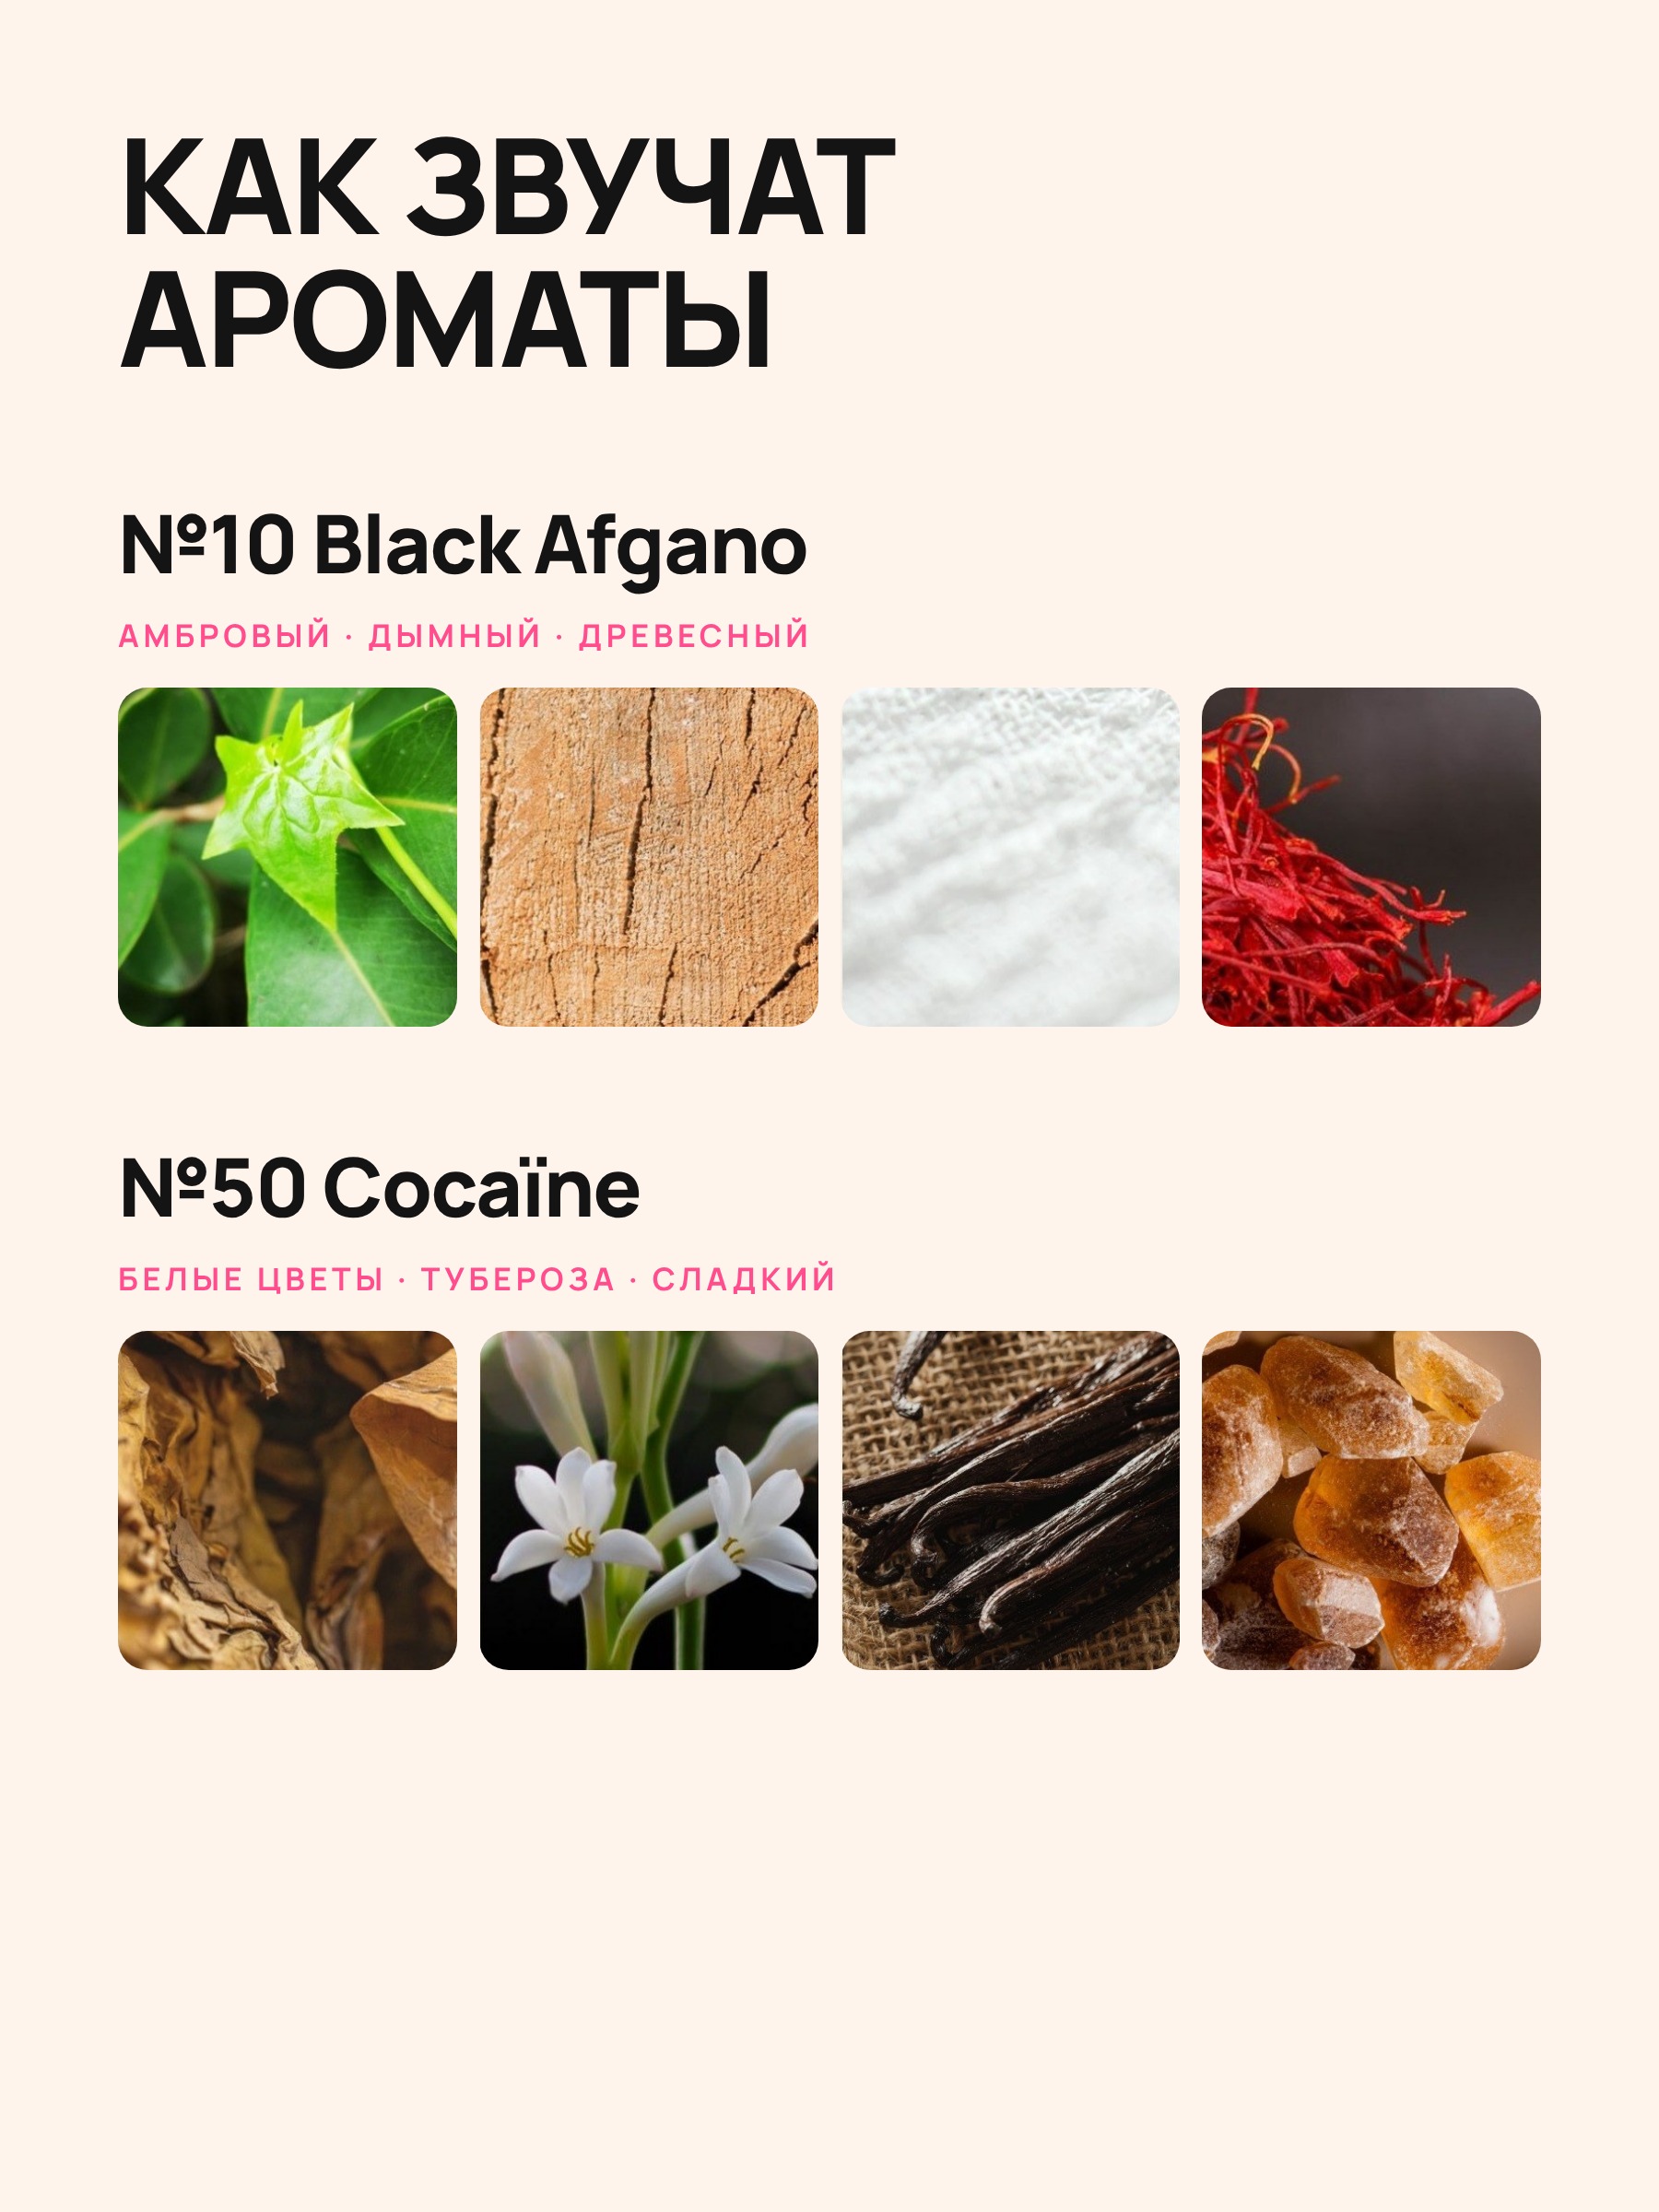 КАК ЗВУЧАТ
АРОМАТЫ
№10 Black Afgano
АМБРОВЫЙ · ДЫМНЫЙ · ДРЕВЕСНЫЙ
№50 Cocaïne
БЕЛЫЕ ЦВЕТЫ · ТУБЕРОЗА · СЛАДКИЙ